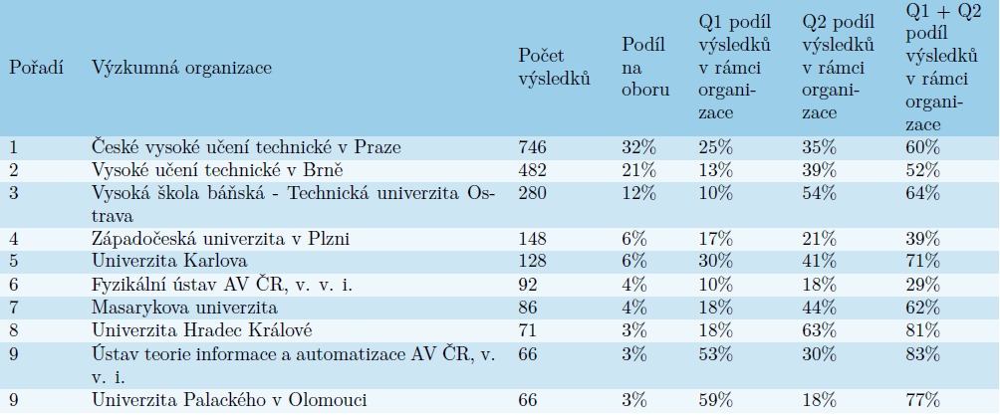 Pořadí Výzkumná organizace Počet výsledků Podíl na oboru Q1 podíl výsledků v rámci organi-zace Q2 podíl výsledků v rámci organi-zace Q1 + Q2 podíl výsledků v rámci organi-zace
1 České vysoké učení technické v Praze 746 32% 25% 35% 60%
2 Vysoké učení technické v Brně 482 21% 13% 39% 52%
3 Vysoká škola báňská - Technická univerzita Os- 280 12% 10% 54% 64%
trava
4 Západočeská univerzita v Plzni 148 6% 17% 21% 39%
5 Univerzita Karlova 128 6% 30% 41% 71%
6 Fyzikální ústav AV ČR, v. v. i. 92 4% 10% 18% 29%
7 Masarykova univerzita 86 4% 18% 44% 62%
8 Univerzita Hradec Králové 71 3% 18% 63% 81%
9 Ústav teorie informace a automatizace AV ČR, v. 66 3% 53% 30% 83%
v. i.
9 Univerzita Palackého v Olomouci 66 3% 59% 18% 77%